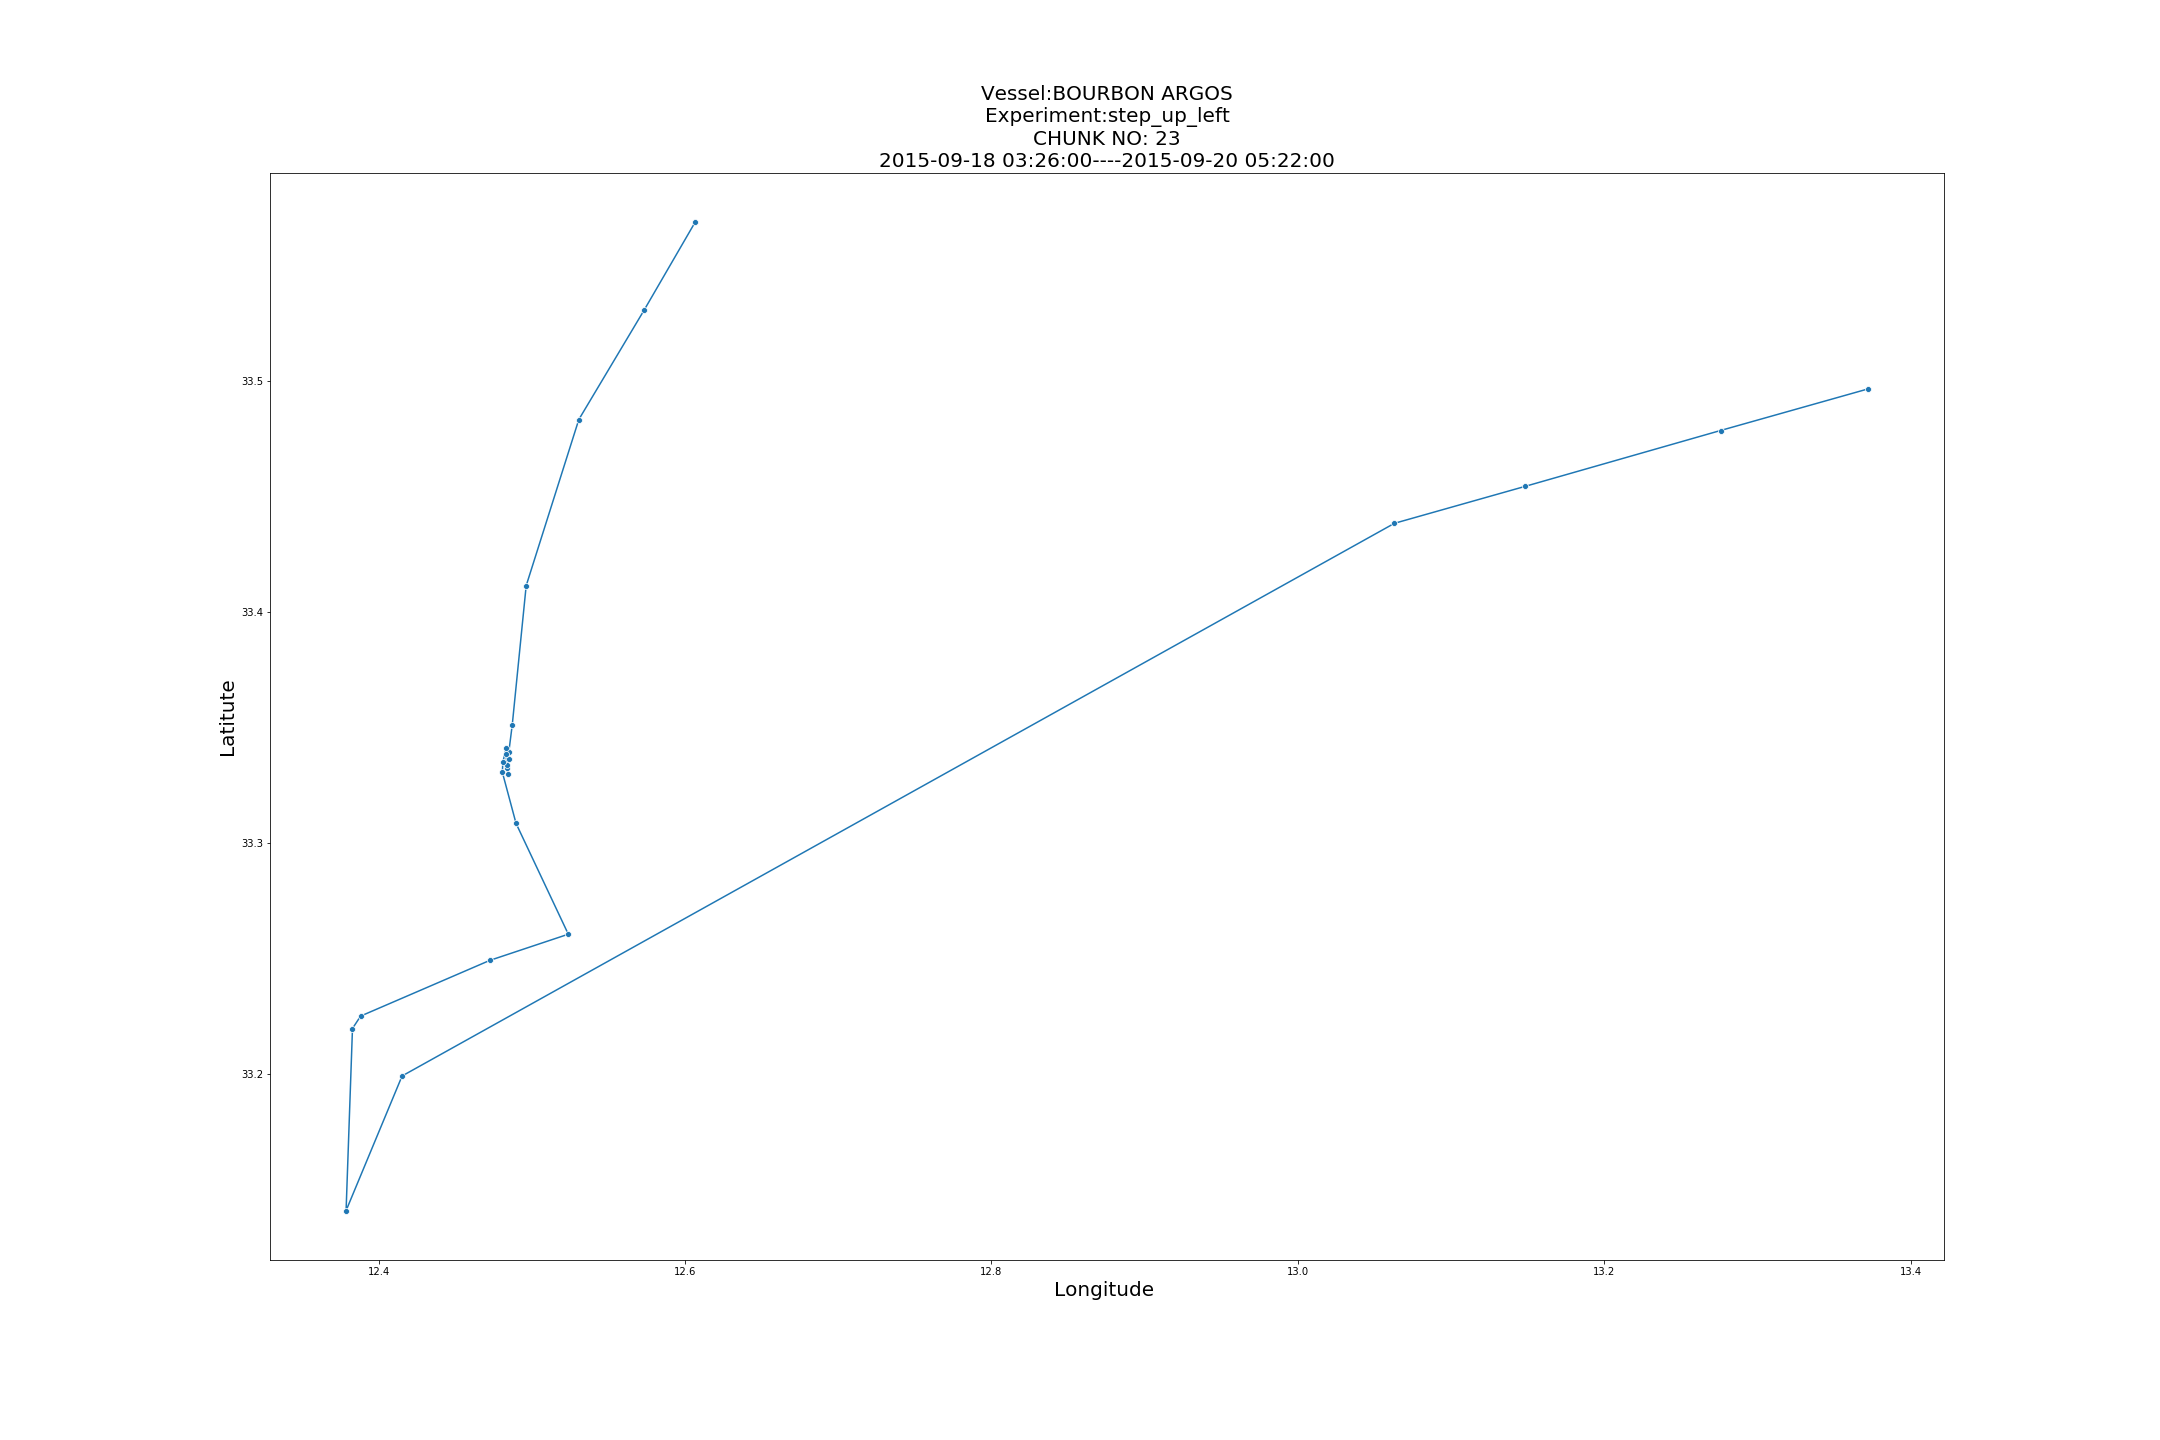 Vessel:BOURBON ARGOS
Experiment:step_up_left
CHUNK NO: 23
2015-09-18 03:26:00----2015-09-20 05:22:00
33.5
33.4
33.3
33.2
Latitute
12.4 12.6 12.8 13.0 13.2 13.4
Longitude